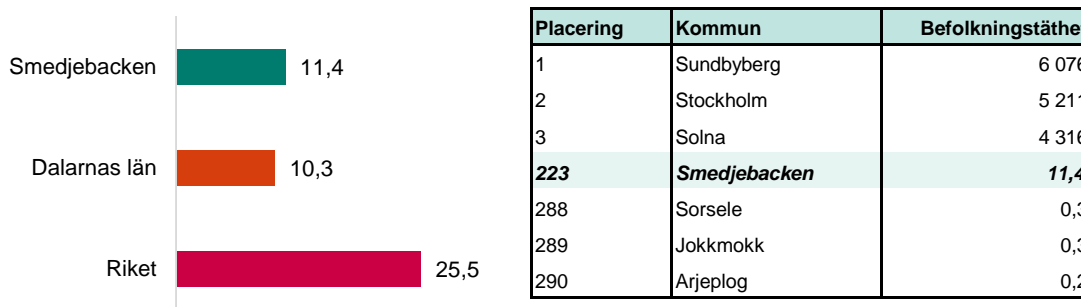 Smedjebacken 11,4
Dalarnas län 10,3
Riket 25,5
Placering Kommun Befolkningstäthet
1 Sundbyberg 6 076
2 Stockholm 5 211
3 Solna 4 316
223 Smedjebacken 11,4
288 Sorsele 0,3
289 Jokkmokk 0,3
290 Arjeplog 0,2